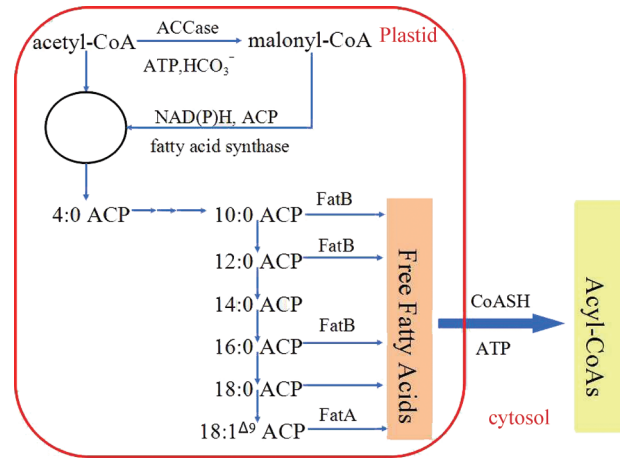 ACCase
acetyl-CoA
malonyl-CoA
Plastid
ATP,HCO₃⁻
NAD(P)H, ACP
fatty acid synthase
4:0 ACP
10:0 ACP
FatB
12:0 ACP
FatB
14:0 ACP
16:0 ACP
FatB
18:0 ACP
18:1Δ9 ACP
FatA
Free Fatty Acids
CoASH
ATP
cytosol
Acyl-CoAs